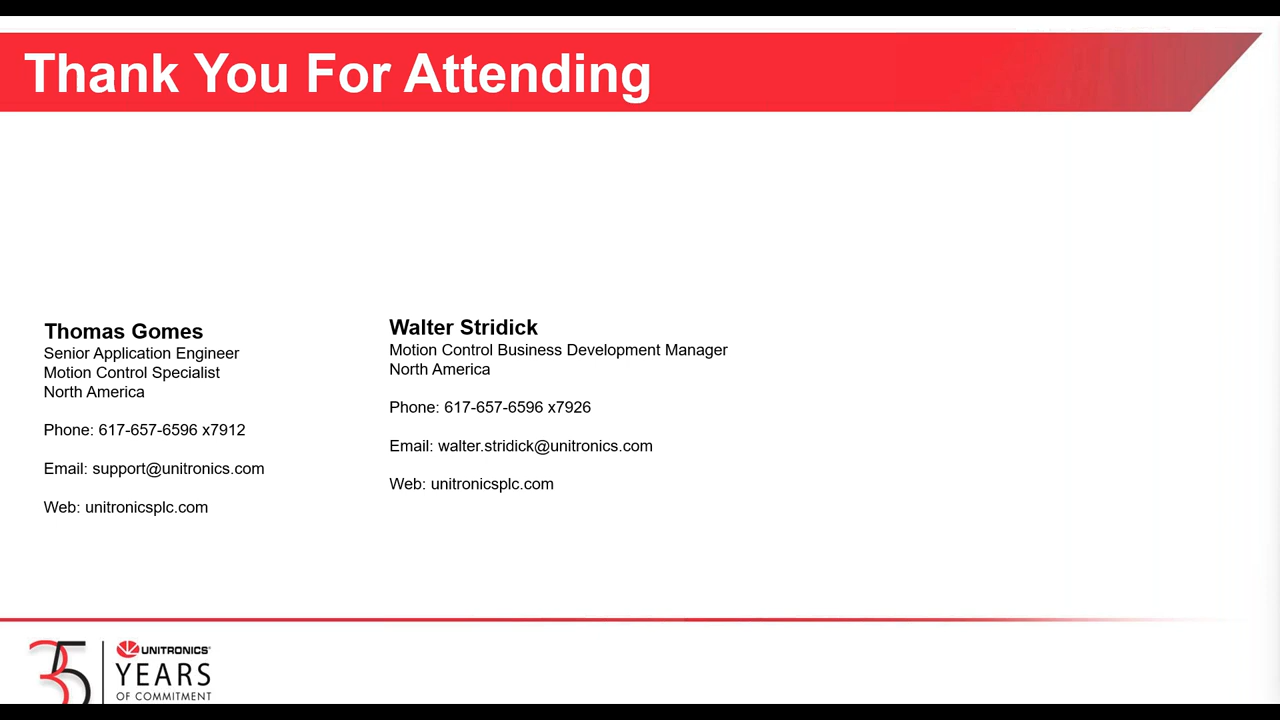 Thank You For Attending
Thomas Gomes
Senior Application Engineer
Motion Control Specialist
North America
Phone: 617-657-6596 x7912
Email: support@unitronics.com
Web: unitronicsplc.com
Walter Stridick
Motion Control Business Development Manager
North America
Phone: 617-657-6596 x7926
Email: walter.stridick@unitronics.com
Web: unitronicsplc.com
35
UNITRONICS®
YEARS
OF COMMITMENT